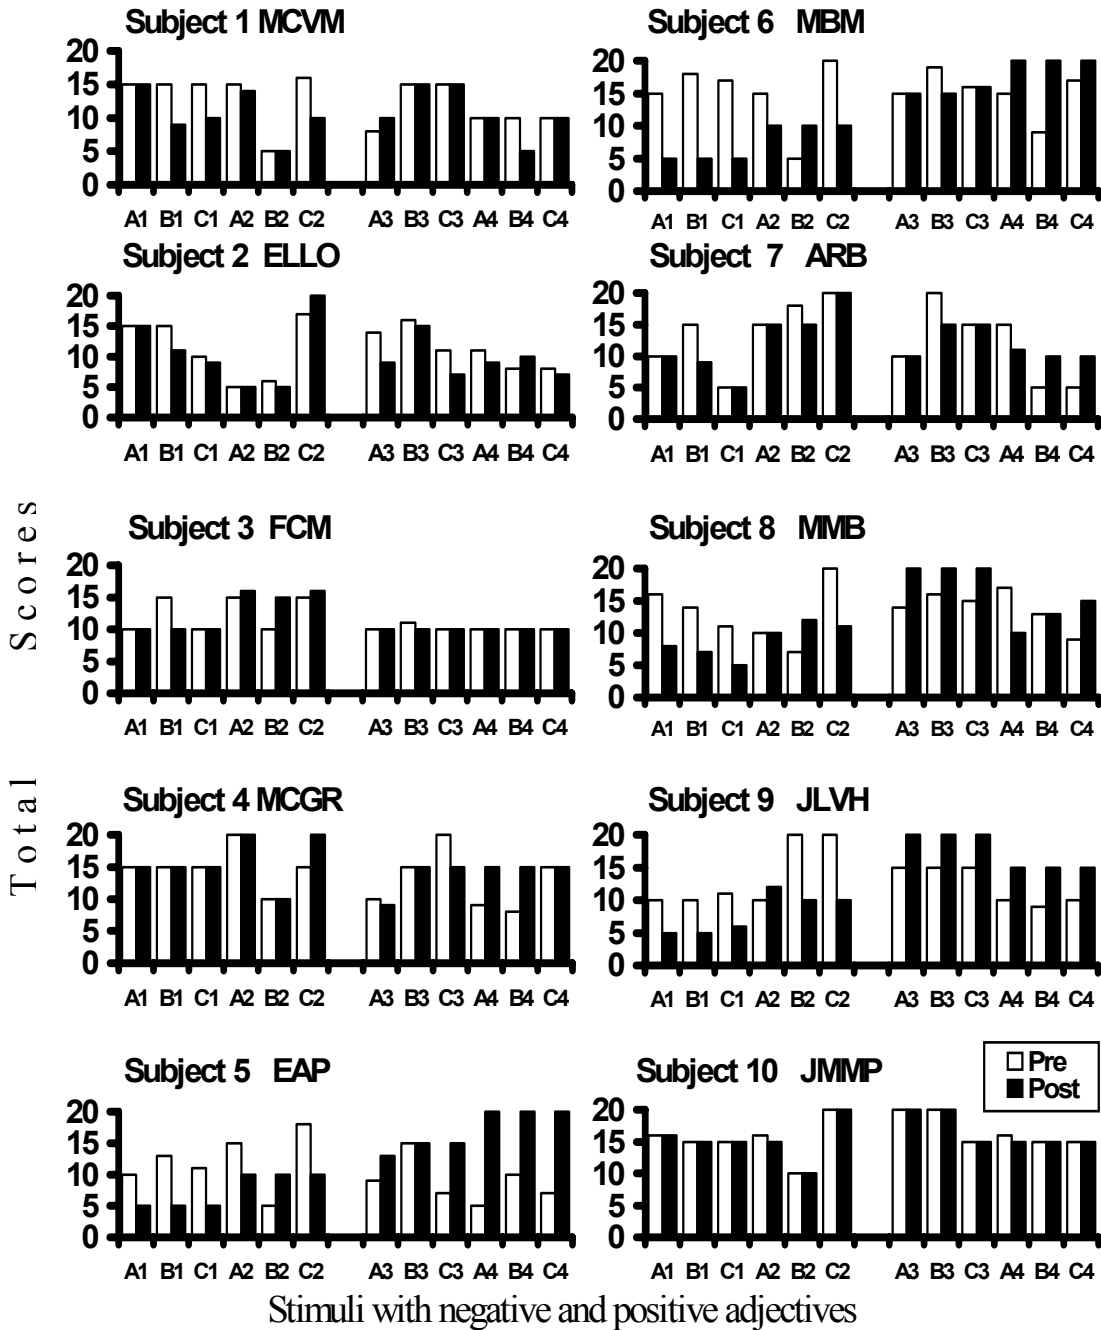 Subject 1 MCVM
20
15
10
5
0
A1 B1 C1 A2 B2 C2 A3 B3 C3 A4 B4 C4
Subject 6 MBM
20
15
10
5
0
A1 B1 C1 A2 B2 C2 A3 B3 C3 A4 B4 C4
Subject 2 ELLO
20
15
10
5
0
A1 B1 C1 A2 B2 C2 A3 B3 C3 A4 B4 C4
Subject 7 ARB
20
15
10
5
0
A1 B1 C1 A2 B2 C2 A3 B3 C3 A4 B4 C4
Subject 3 FCM
20
15
10
5
0
A1 B1 C1 A2 B2 C2 A3 B3 C3 A4 B4 C4
Subject 8 MMB
20
15
10
5
0
A1 B1 C1 A2 B2 C2 A3 B3 C3 A4 B4 C4
Total Scores
Subject 4 MCGR
20
15
10
5
0
A1 B1 C1 A2 B2 C2 A3 B3 C3 A4 B4 C4
Subject 9 JLVH
20
15
10
5
0
A1 B1 C1 A2 B2 C2 A3 B3 C3 A4 B4 C4
Subject 5 EAP
20
15
10
5
0
A1 B1 C1 A2 B2 C2 A3 B3 C3 A4 B4 C4
Subject 10 JMMP
Pre
Post
20
15
10
5
0
A1 B1 C1 A2 B2 C2 A3 B3 C3 A4 B4 C4
Stimuli with negative and positive adjectives